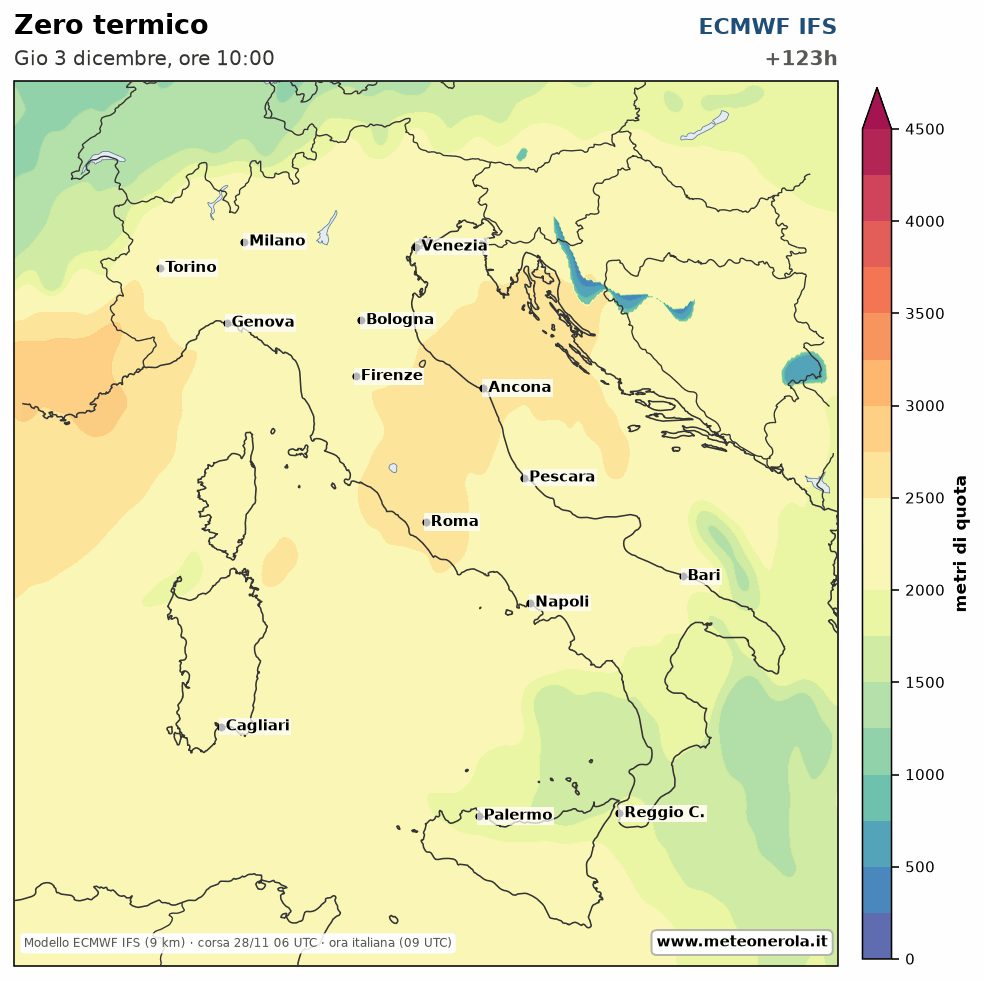 Zero termico
ECMWF IFS
Gio 3 dicembre, ore 10:00
+123h
4500
4000
3500
3000
2500
2000
1500
1000
500
0
metri di quota
Milano
Venezia
Torino
Genova
Bologna
Firenze
Ancona
Pescara
Roma
Bari
Napoli
Cagliari
Palermo
Reggio C.
Modello ECMWF IFS (9 km) · corsa 28/11 06 UTC · ora italiana (09 UTC)
www.meteonerola.it